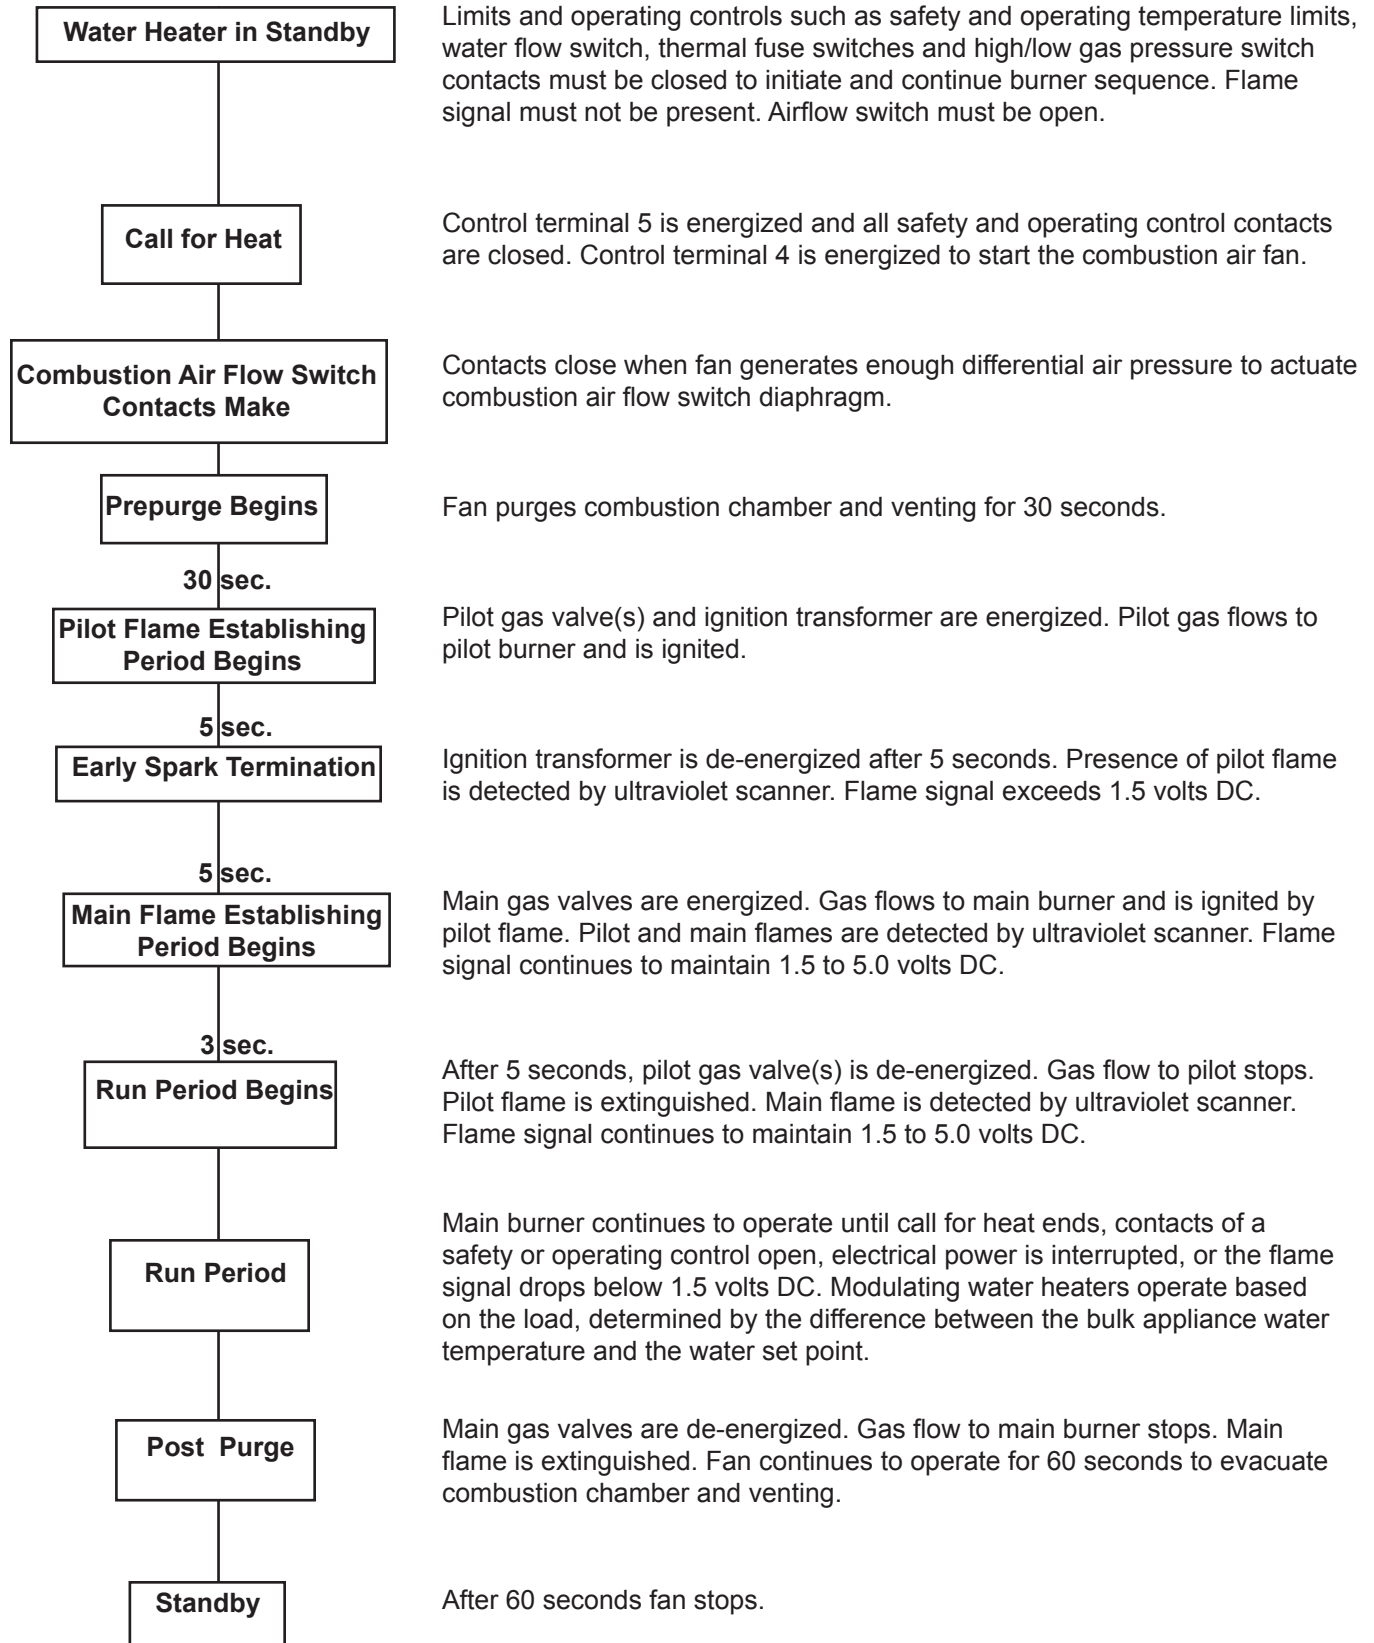 Water Heater in Standby
Limits and operating controls such as safety and operating temperature limits,
water flow switch, thermal fuse switches and high/low gas pressure switch
contacts must be closed to initiate and continue burner sequence. Flame
signal must not be present. Airflow switch must be open.
Call for Heat
Control terminal 5 is energized and all safety and operating control contacts
are closed. Control terminal 4 is energized to start the combustion air fan.
Combustion Air Flow Switch
Contacts Make
Contacts close when fan generates enough differential air pressure to actuate
combustion air flow switch diaphragm.
Prepurge Begins
Fan purges combustion chamber and venting for 30 seconds.
30 sec.
Pilot Flame Establishing
Period Begins
Pilot gas valve(s) and ignition transformer are energized. Pilot gas flows to
pilot burner and is ignited.
5 sec.
Early Spark Termination
Ignition transformer is de-energized after 5 seconds. Presence of pilot flame
is detected by ultraviolet scanner. Flame signal exceeds 1.5 volts DC.
5 sec.
Main Flame Establishing
Period Begins
Main gas valves are energized. Gas flows to main burner and is ignited by
pilot flame. Pilot and main flames are detected by ultraviolet scanner. Flame
signal continues to maintain 1.5 to 5.0 volts DC.
3 sec.
Run Period Begins
After 5 seconds, pilot gas valve(s) is de-energized. Gas flow to pilot stops.
Pilot flame is extinguished. Main flame is detected by ultraviolet scanner.
Flame signal continues to maintain 1.5 to 5.0 volts DC.
Run Period
Main burner continues to operate until call for heat ends, contacts of a
safety or operating control open, electrical power is interrupted, or the flame
signal drops below 1.5 volts DC. Modulating water heaters operate based
on the load, determined by the difference between the bulk appliance water
temperature and the water set point.
Post Purge
Main gas valves are de-energized. Gas flow to main burner stops. Main
flame is extinguished. Fan continues to operate for 60 seconds to evacuate
combustion chamber and venting.
Standby
After 60 seconds fan stops.